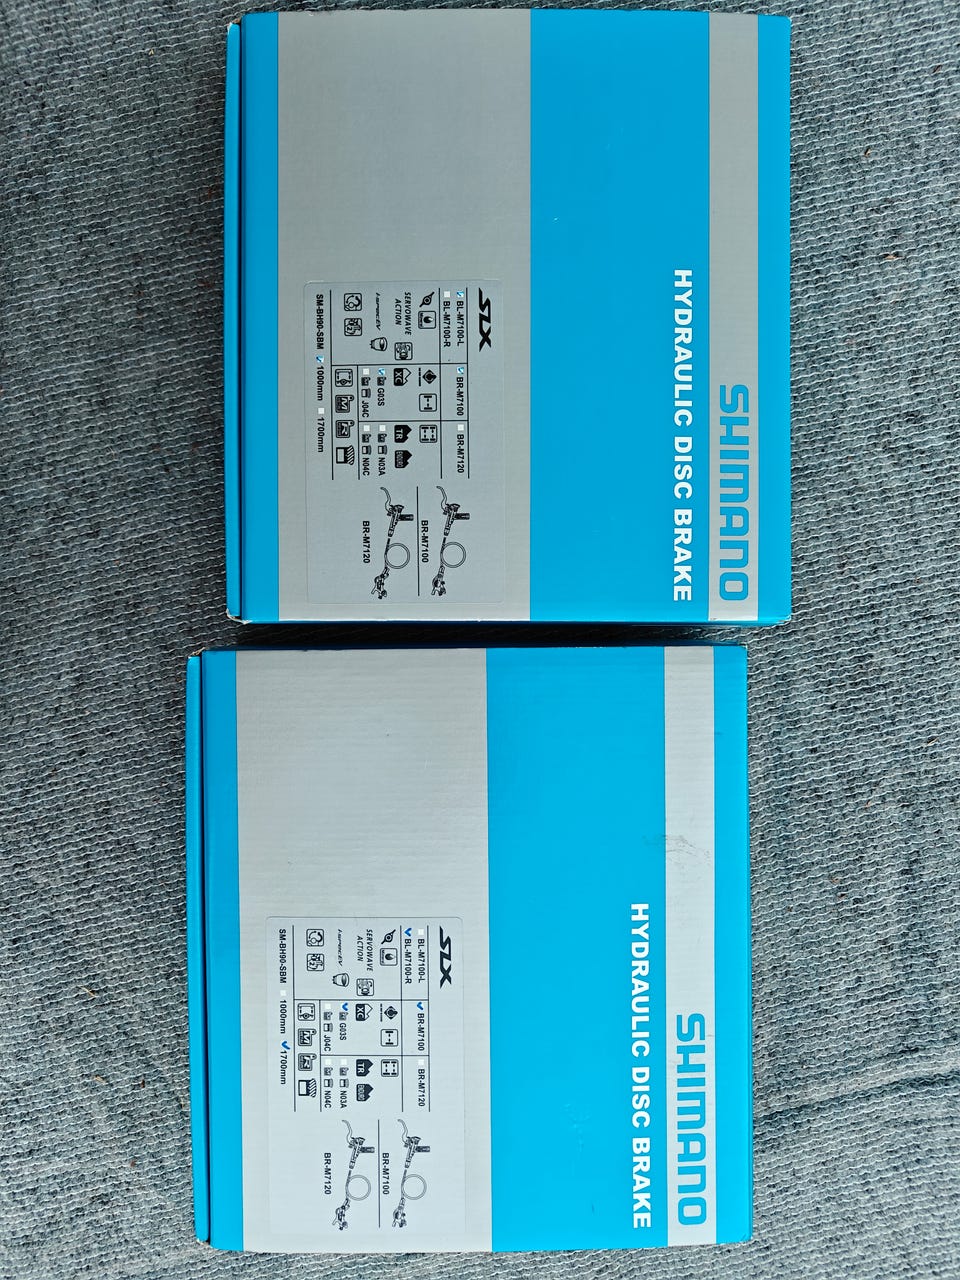 SHIMANO
HYDRAULIC DISC BRAKE
SLX
BL-M7100-L BR-M7100 BR-M7120
BL-M7100-R
SERVOWAVE
ACTION
XC TR
G03S N03A
J04C N04C
SM-BH90-SBM 1000mm 1700mm
BR-M7100
BR-M7120
SHIMANO
HYDRAULIC DISC BRAKE
SLX
BL-M7100-L BR-M7100 BR-M7120
BL-M7100-R
SERVOWAVE
ACTION
XC TR
G03S N03A
J04C N04C
SM-BH90-SBM 1000mm 1700mm
BR-M7100
BR-M7120